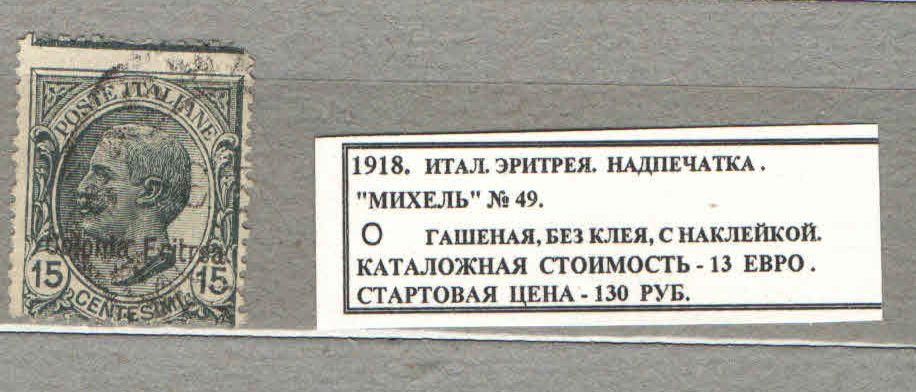 POSTE ITALIANE
Colonia Eritrea
15 15
CENTESIMI
1918. ИТАЛ. ЭРИТРЕЯ. НАДПЕЧАТКА.
"МИХЕЛЬ" № 49.
О ГАШЕНАЯ, БЕЗ КЛЕЯ, С НАКЛЕЙКОЙ.
КАТАЛОЖНАЯ СТОИМОСТЬ - 13 ЕВРО.
СТАРТОВАЯ ЦЕНА - 130 РУБ.